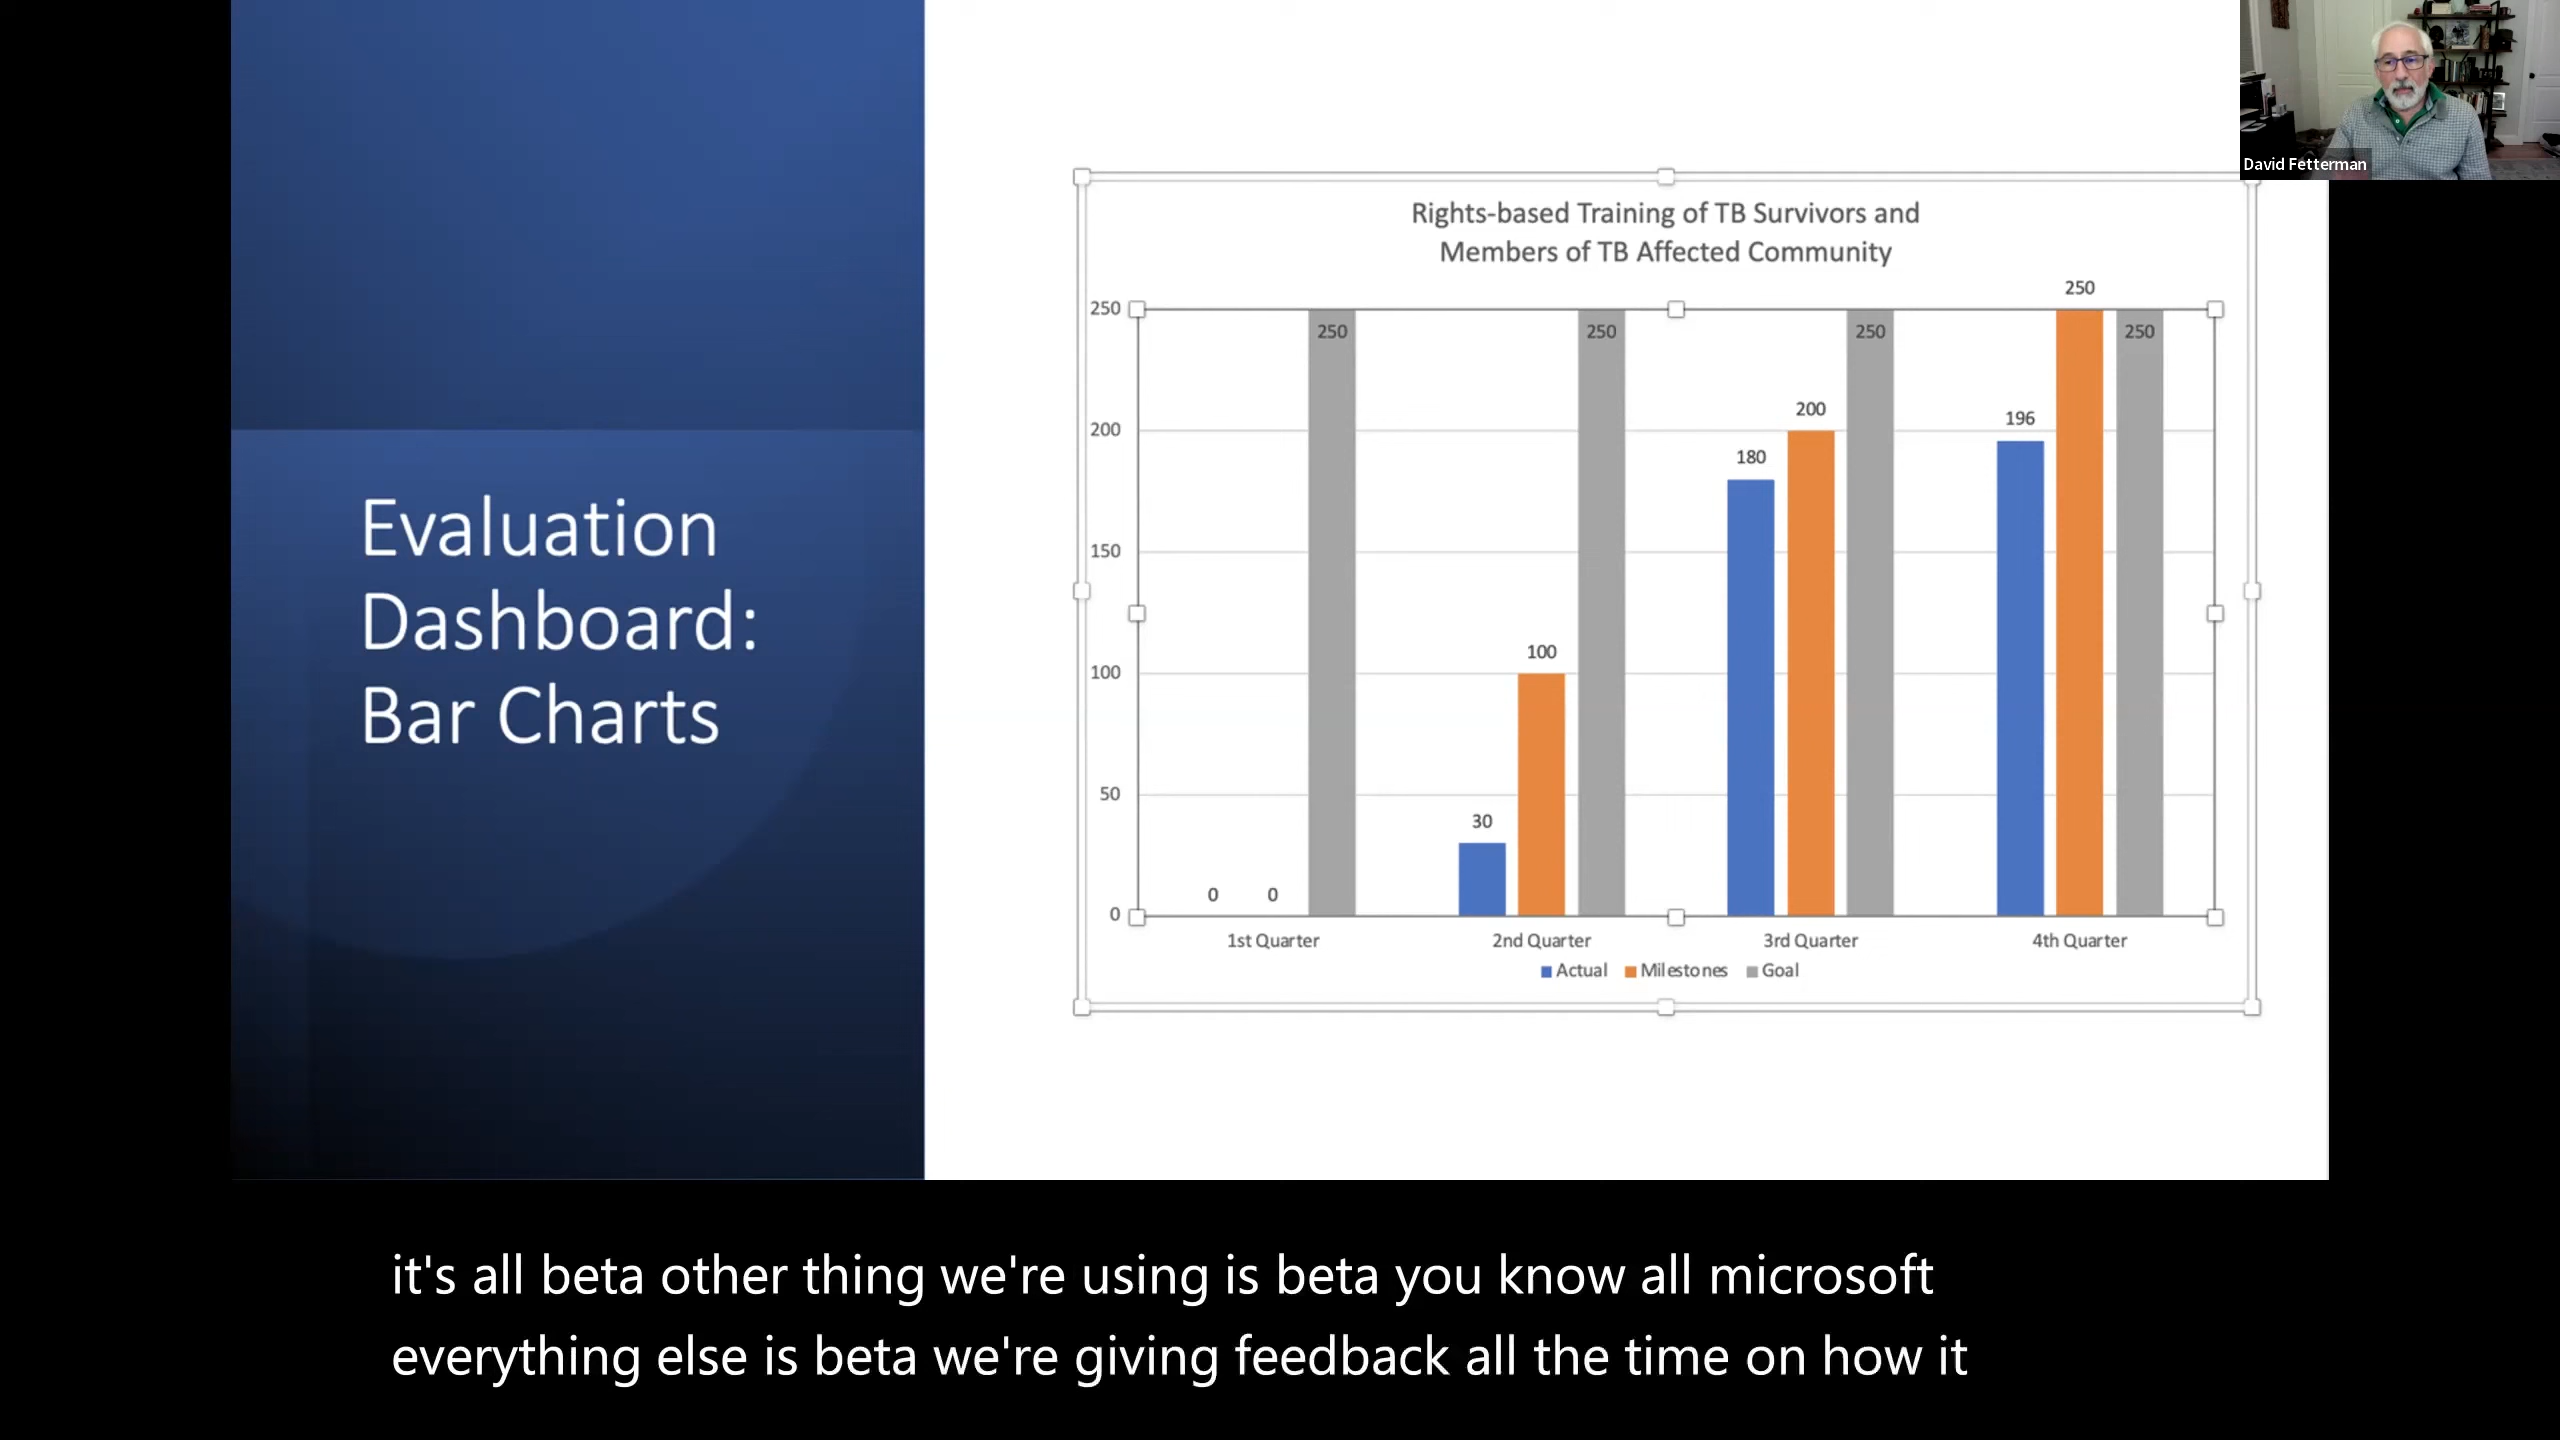 David Fetterman
Evaluation
Dashboard:
Bar Charts
Rights-based Training of TB Survivors and
Members of TB Affected Community
250
200
150
100
50
0
0 0 250
30 100 250
180 200 250
196 250 250
1st Quarter 2nd Quarter 3rd Quarter 4th Quarter
Actual Milestones Goal
it's all beta other thing we're using is beta you know all microsoft
everything else is beta we're giving feedback all the time on how it